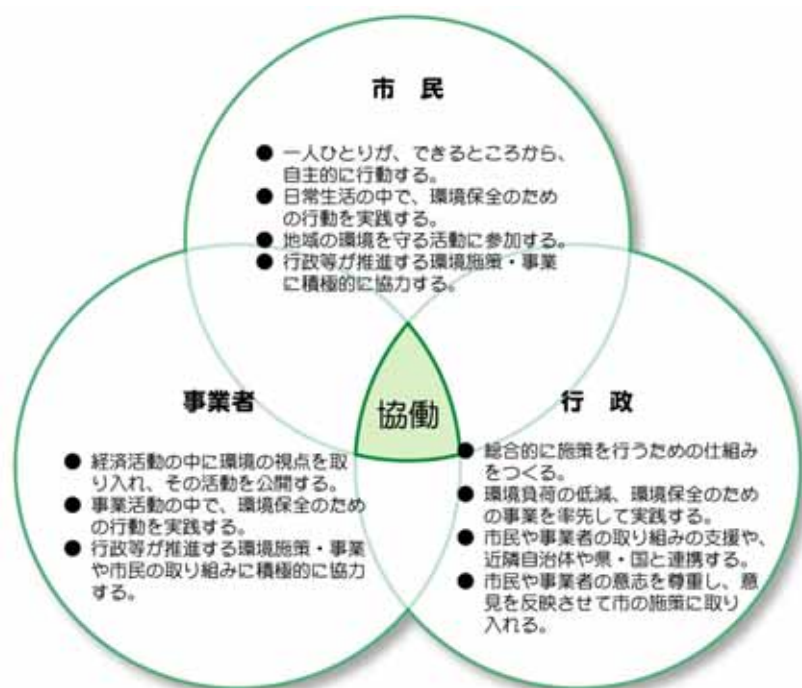 市　民
● 一人ひとりが、できるところから、
自主的に行動する。
● 日常生活の中で、環境保全のため
の行動を実践する。
● 地域の環境を守る活動に参加する。
● 行政等が推進する環境施策・事業
に積極的に協力する。
事業者
● 経済活動の中に環境の視点を取
り入れ、その活動を公開する。
● 事業活動の中で、環境保全のため
の行動を実践する。
● 行政等が推進する環境施策・事業
や市民の取り組みに積極的に協力
する。
協働
行　政
● 総合的に施策を行うための仕組み
をつくる。
● 環境負荷の低減、環境保全のため
の事業を率先して実践する。
● 市民や事業者の取り組みの支援や、
近隣自治体や県・国と連携する。
● 市民や事業者の意志を尊重し、意
見を反映させて市の施策に取り
入れる。